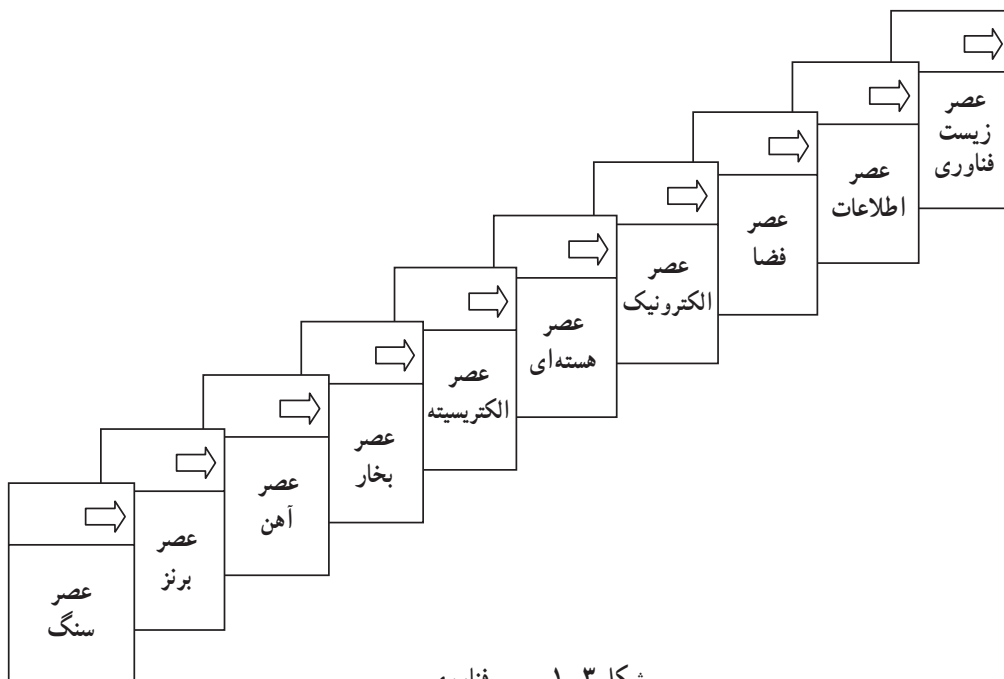 عصر
سنگ
عصر
برنز
عصر
آهن
عصر
بخار
عصر
الکتریسیته
عصر
هسته‌ای
عصر
الکترونیک
عصر
فضا
عصر
اطلاعات
عصر
زیست
فناوری